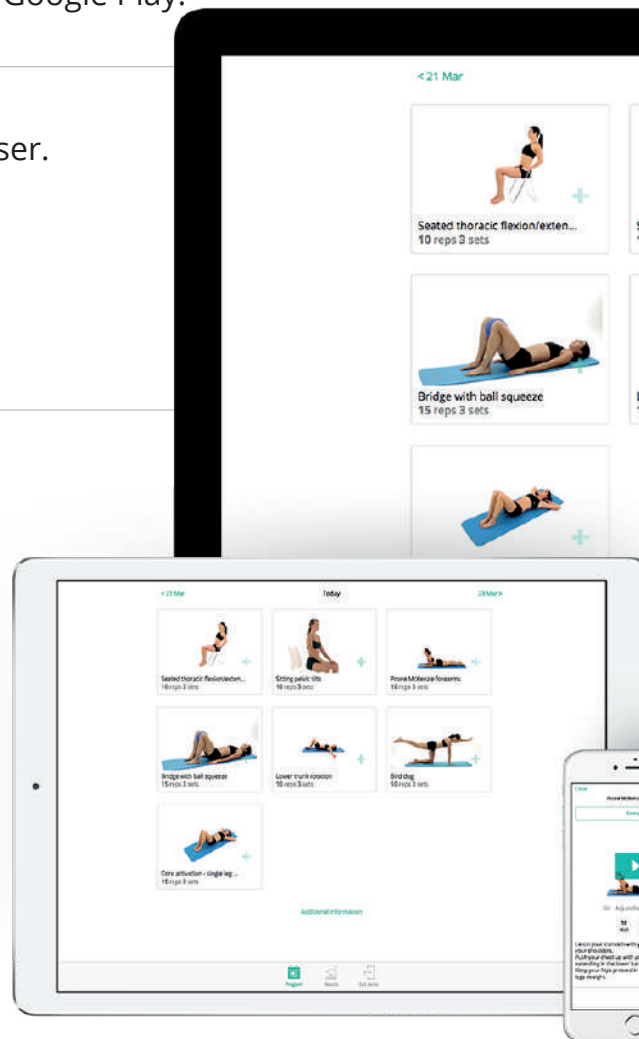 Google Play.
ser.
< 21 Mar
Seated thoracic flexion/exten...
10 reps 3 sets
Bridge with ball squeeze
15 reps 3 sets
< 21 Mar
Today
23 Mar >
Seated thoracic flexion/exten...
10 reps 3 sets
Sitting pelvic tilts
10 reps 3 sets
Prone McKenzie forearms
10 reps 3 sets
Bridge with ball squeeze
15 reps 3 sets
Lower trunk rotation
10 reps 3 sets
Bird dog
10 reps 3 sets
Core activation - single leg ...
10 reps 3 sets
Additional information
Program
Results